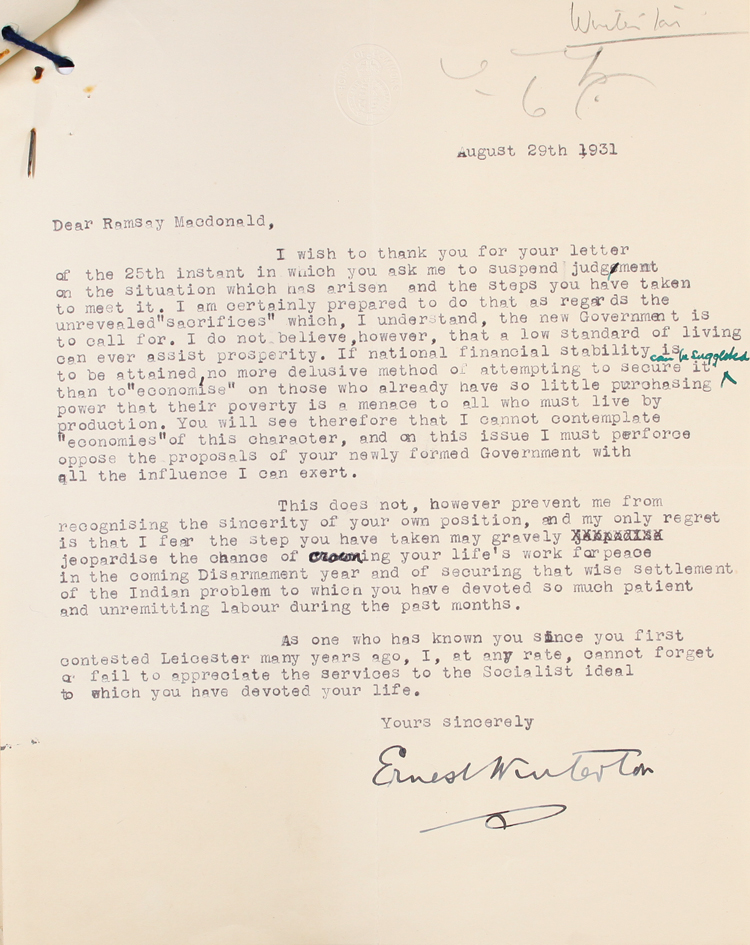 Winterton
August 29th 1931
Dear Ramsay Macdonald,
I wish to thank you for your letter
of the 25th instant in which you ask me to suspend judgement
on the situation which has arisen and the steps you have taken
to meet it. I am certainly prepared to do that as regards the
unrevealed"sacrifices" which, I understand, the new Government is
to call for. I do not believe,however, that a low standard of living
can ever assist prosperity. If national financial stability is
to be attained,no more delusive method of attempting to secure it can be suggested
than to"economise" on those who already have so little purchasing
power that their poverty is a menace to all who must live by
production. You will see therefore that I cannot contemplate
"economies"of this character, and on this issue I must perforce
oppose the proposals of your newly formed Government with
all the influence I can exert.
This does not, however prevent me from
recognising the sincerity of your own position, and my only regret
is that I fear the step you have taken may gravely
jeopardise the chance of crowning your life's work for peace
in the coming Disarmament year and of securing that wise settlement
of the Indian problem to which you have devoted so much patient
and unremitting labour during the past months.
As one who has known you since you first
contested Leicester many years ago, I, at any rate, cannot forget
or fail to appreciate the services to the Socialist ideal
to which you have devoted your life.
Yours sincerely
Ernest Winterton